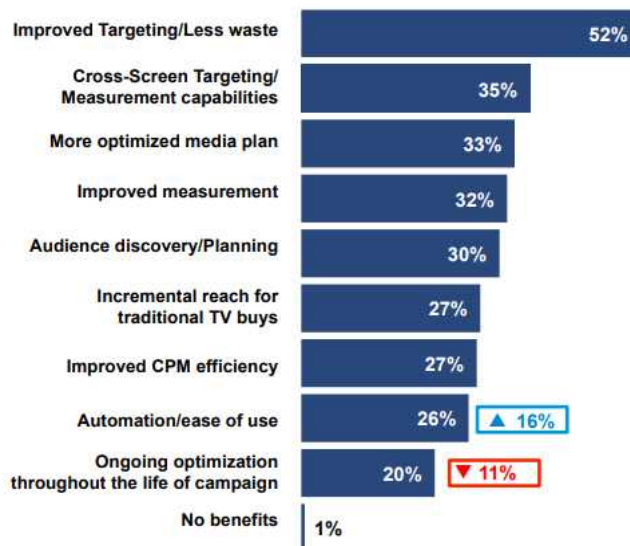 Improved Targeting/Less waste 52%
Cross-Screen Targeting/
Measurement capabilities 35%
More optimized media plan 33%
Improved measurement 32%
Audience discovery/Planning 30%
Incremental reach for
traditional TV buys 27%
Improved CPM efficiency 27%
Automation/ease of use 26% ▲ 16%
Ongoing optimization
throughout the life of campaign 20% ▼ 11%
No benefits 1%